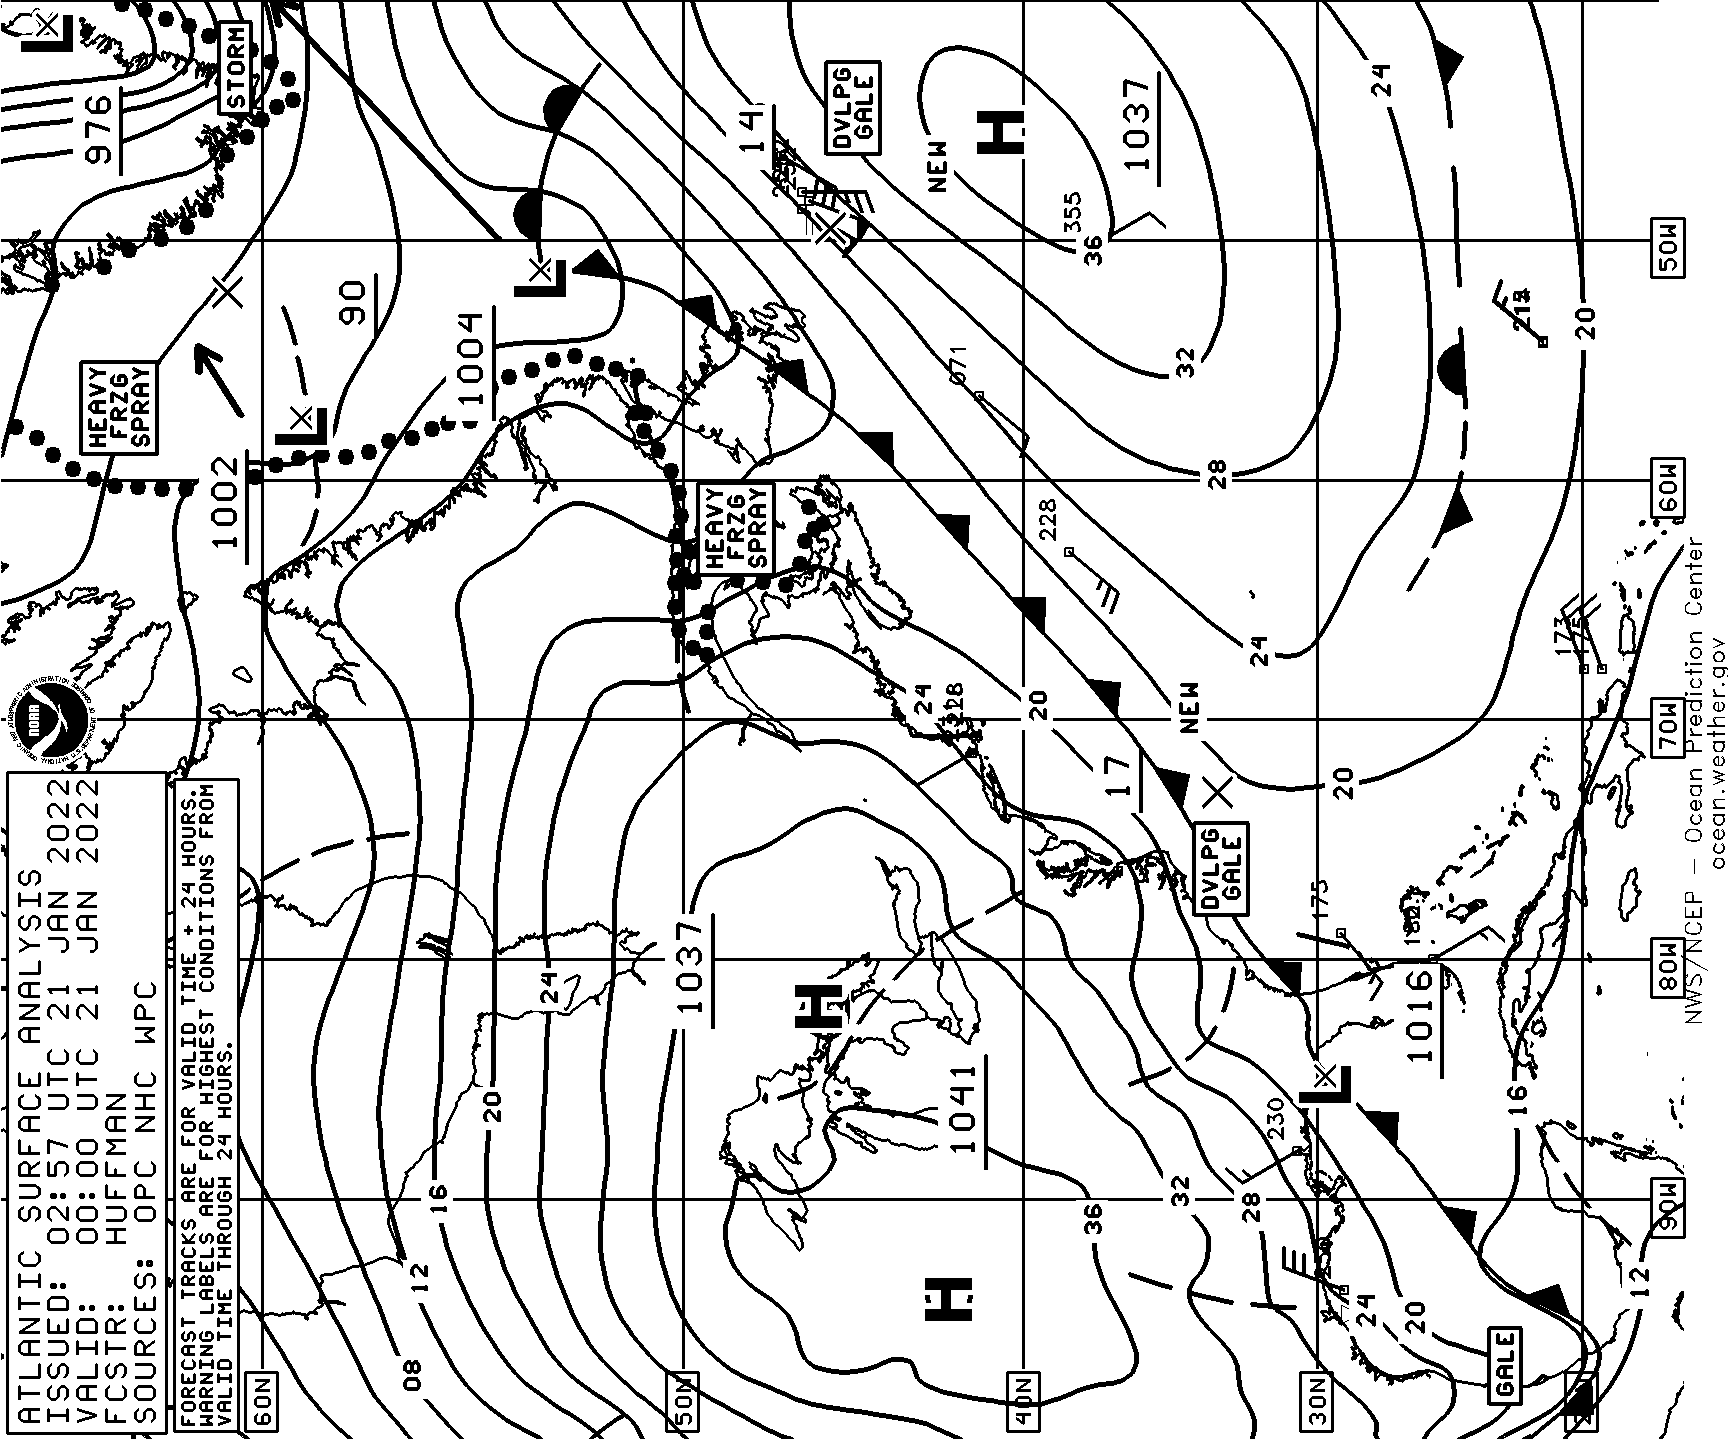 ATLANTIC SURFACE ANALYSIS
ISSUED: 02:57 UTC 21 JAN 2022
VALID: 00:00 UTC 21 JAN 2022
FCSTR: HUFFMAN
SOURCES: OPC NHC WPC
FORECAST TRACKS ARE FOR VALID TIME + 24 HOURS.
WARNING LABELS ARE FOR HIGHEST CONDITIONS FROM
VALID TIME THROUGH 24 HOURS.
NOAA
L
976
STORM
HEAVY
FRZG
SPRAY
L
1002
90
L
1004
HEAVY
FRZG
SPRAY
14
DVLPG
GALE
NEW
H
1037
355
36
24
32
28
24
20
20
071
228
24
228
20
17
NEW
DVLPG
GALE
173
175
182
1037
H
1041
H
24
20
16
12
08
36
32
28
230
L
1016
16
24
20
12
GALE
60N
50N
40N
30N
50W
60W
70W
80W
90W
NWS/NCEP – Ocean Prediction Center
ocean.weather.gov